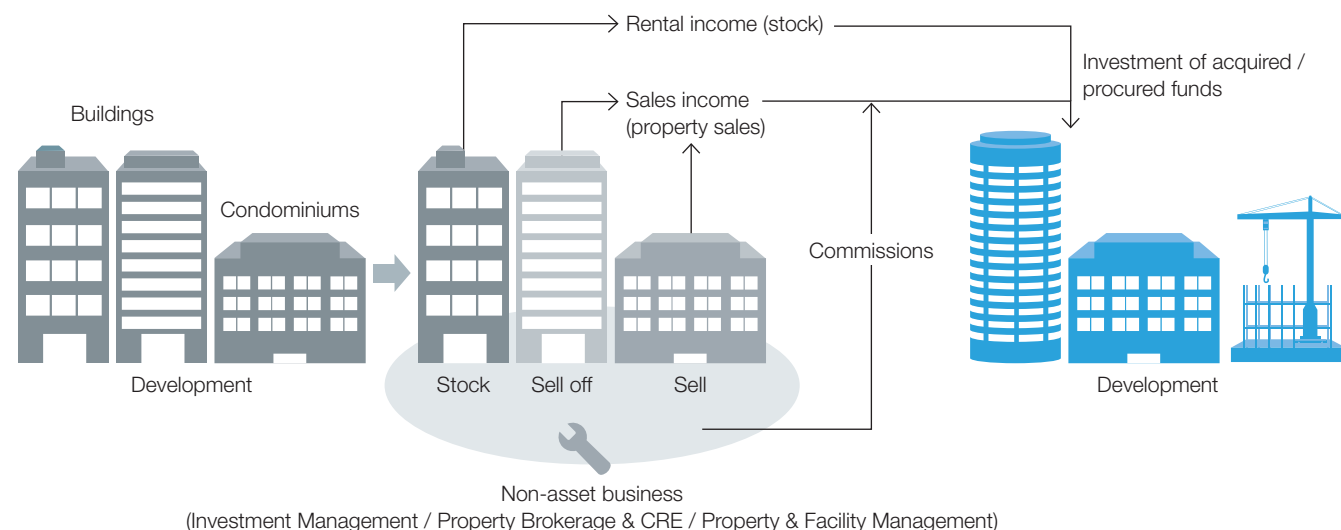 Rental income (stock)
Investment of acquired /
procured funds
Sales income
(property sales)
Buildings
Condominiums
Commissions
Development
Stock
Sell off
Sell
Development
Non-asset business
(Investment Management / Property Brokerage & CRE / Property & Facility Management)